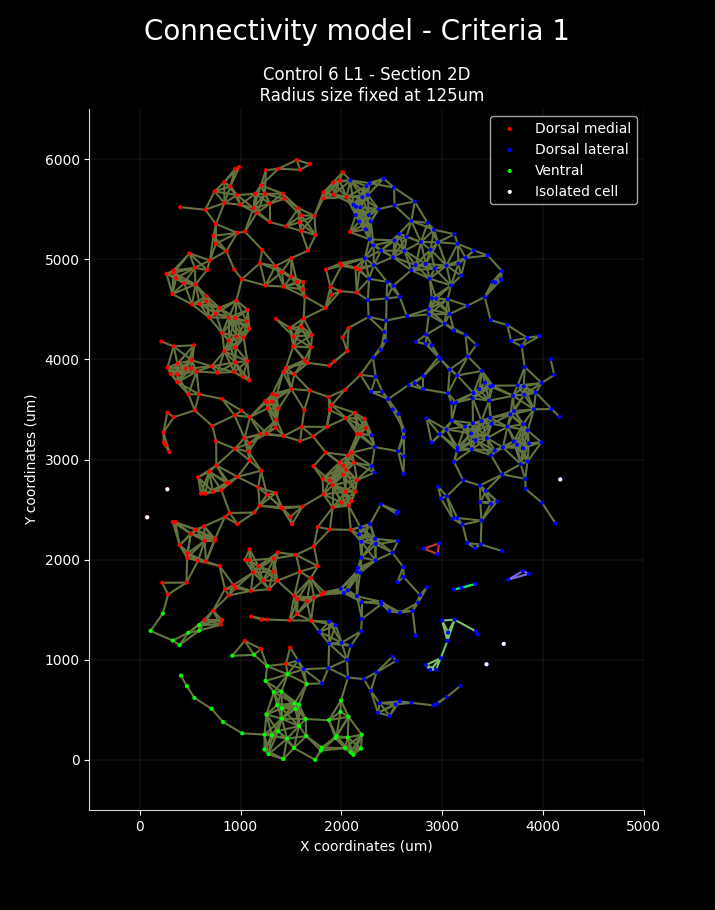 Connectivity model - Criteria 1
Control 6 L1 - Section 2D
Radius size fixed at 125um
Dorsal medial
Dorsal lateral
Ventral
Isolated cell
6000
5000
4000
3000
2000
1000
0
Y coordinates (um)
0 1000 2000 3000 4000 5000
X coordinates (um)